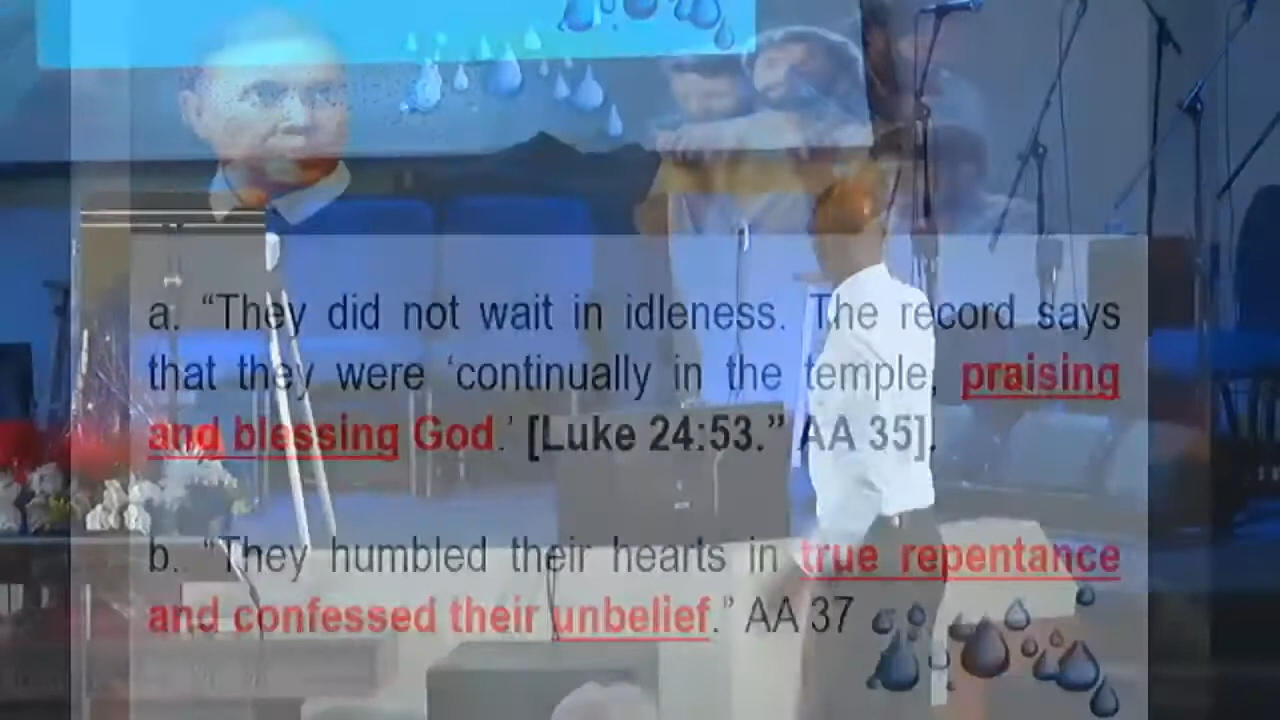 a. “They did not wait in idleness. The record says
that they were ‘continually in the temple, praising
and blessing God.’ [Luke 24:53.” AA 35].
b. “They humbled their hearts in true repentance
and confessed their unbelief.” AA 37